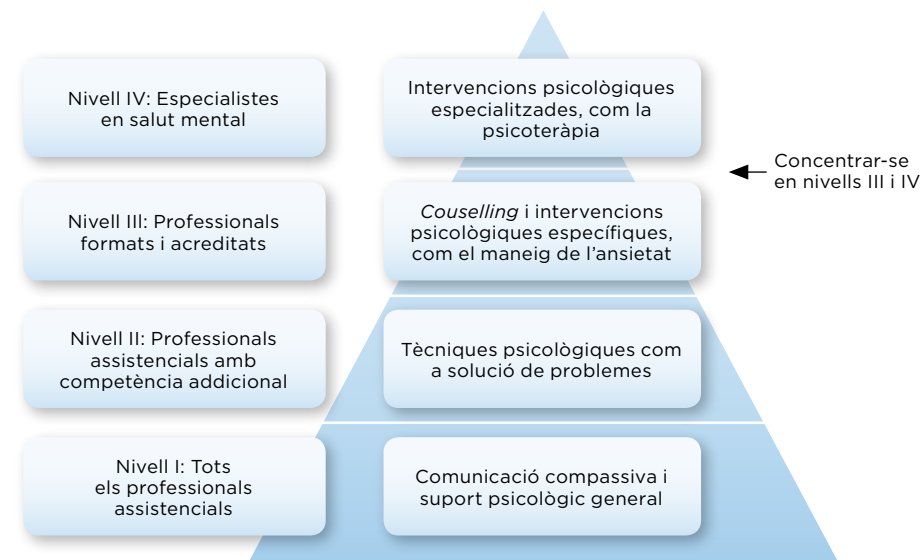 Nivell IV: Especialistes
en salut mental
Intervencions psicològiques
especialitzades, com la
psicoteràpia
Concentrar-se
en nivells III i IV
Nivell III: Professionals
formats i acreditats
Couselling i intervencions
psicològiques específiques,
com el maneig de l’ansietat
Nivell II: Professionals
assistencials amb
competència addicional
Tècniques psicològiques com
a solució de problemes
Nivell I: Tots
els professionals
assistencials
Comunicació compassiva i
suport psicològic general